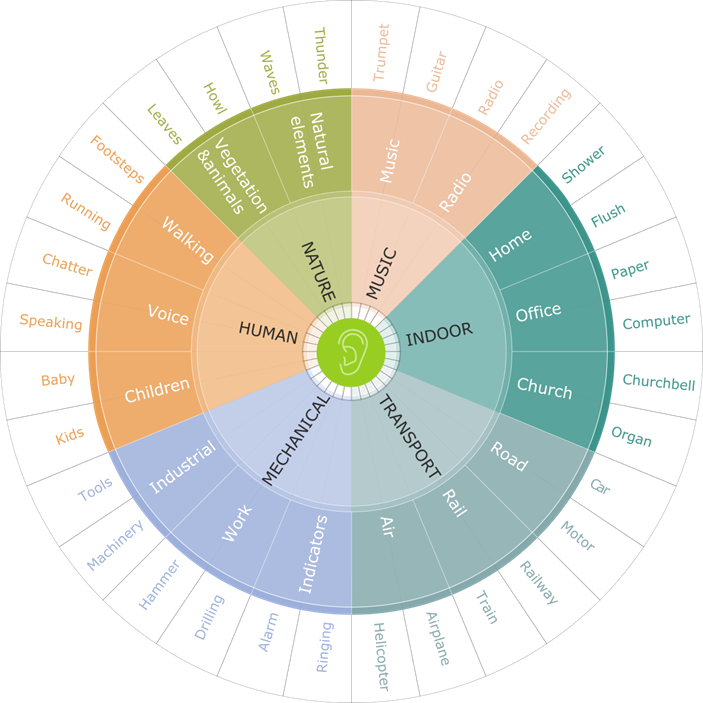 MUSIC
Music
Radio
Trumpet
Guitar
Radio
Recording
INDOOR
Home
Office
Church
Shower
Flush
Paper
Computer
Churchbell
Organ
TRANSPORT
Road
Rail
Air
Car
Motor
Railway
Train
Airplane
Helicopter
MECHANICAL
Indicators
Work
Industrial
Ringing
Alarm
Drilling
Hammer
Machinery
Tools
HUMAN
Children
Voice
Walking
Kids
Baby
Speaking
Chatter
Running
Footsteps
NATURE
Vegetation
&animals
Natural
elements
Leaves
Howl
Waves
Thunder